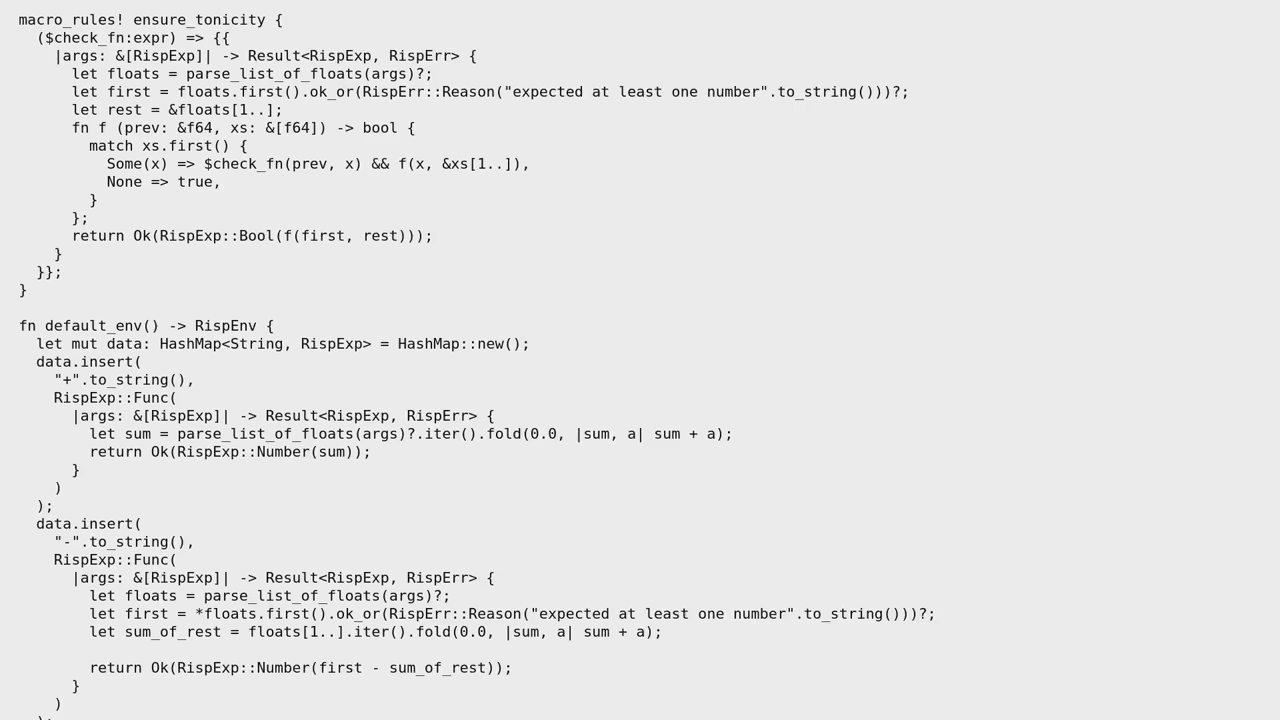 macro_rules! ensure_tonicity {
  ($check_fn:expr) => {{
    |args: &[RispExp]| -> Result<RispExp, RispErr> {
      let floats = parse_list_of_floats(args)?;
      let first = floats.first().ok_or(RispErr::Reason("expected at least one number".to_string()))?;
      let rest = &floats[1..];
      fn f (prev: &f64, xs: &[f64]) -> bool {
        match xs.first() {
          Some(x) => $check_fn(prev, x) && f(x, &xs[1..]),
          None => true,
        }
      };
      return Ok(RispExp::Bool(f(first, rest)));
    }
  }};
}

fn default_env() -> RispEnv {
  let mut data: HashMap<String, RispExp> = HashMap::new();
  data.insert(
    "+".to_string(),
    RispExp::Func(
      |args: &[RispExp]| -> Result<RispExp, RispErr> {
        let sum = parse_list_of_floats(args)?.iter().fold(0.0, |sum, a| sum + a);
        return Ok(RispExp::Number(sum));
      }
    )
  );
  data.insert(
    "-".to_string(),
    RispExp::Func(
      |args: &[RispExp]| -> Result<RispExp, RispErr> {
        let floats = parse_list_of_floats(args)?;
        let first = *floats.first().ok_or(RispErr::Reason("expected at least one number".to_string()))?;
        let sum_of_rest = floats[1..].iter().fold(0.0, |sum, a| sum + a);

        return Ok(RispExp::Number(first - sum_of_rest));
      }
    )